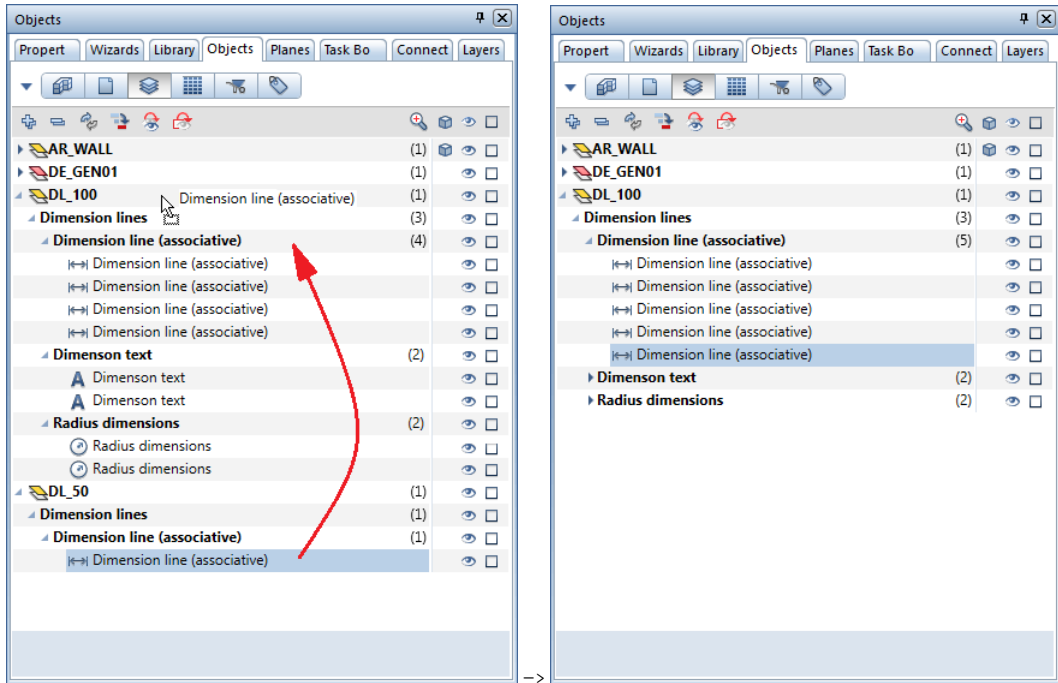 Objects
Propert Wizards Library Objects Planes Task Bo Connect Layers
AR_WALL (1)
DE_GEN01 (1)
DL_100 (1)
Dimension line (associative)
Dimension lines (3)
Dimension line (associative) (4)
Dimension line (associative)
Dimension line (associative)
Dimension line (associative)
Dimension line (associative)
Dimenson text (2)
A Dimenson text
A Dimenson text
Radius dimensions (2)
Radius dimensions
Radius dimensions
DL_50 (1)
Dimension lines (1)
Dimension line (associative) (1)
Dimension line (associative)
–>
Objects
Propert Wizards Library Objects Planes Task Bo Connect Layers
AR_WALL (1)
DE_GEN01 (1)
DL_100 (1)
Dimension lines (3)
Dimension line (associative) (5)
Dimension line (associative)
Dimension line (associative)
Dimension line (associative)
Dimension line (associative)
Dimension line (associative)
Dimenson text (2)
Radius dimensions (2)